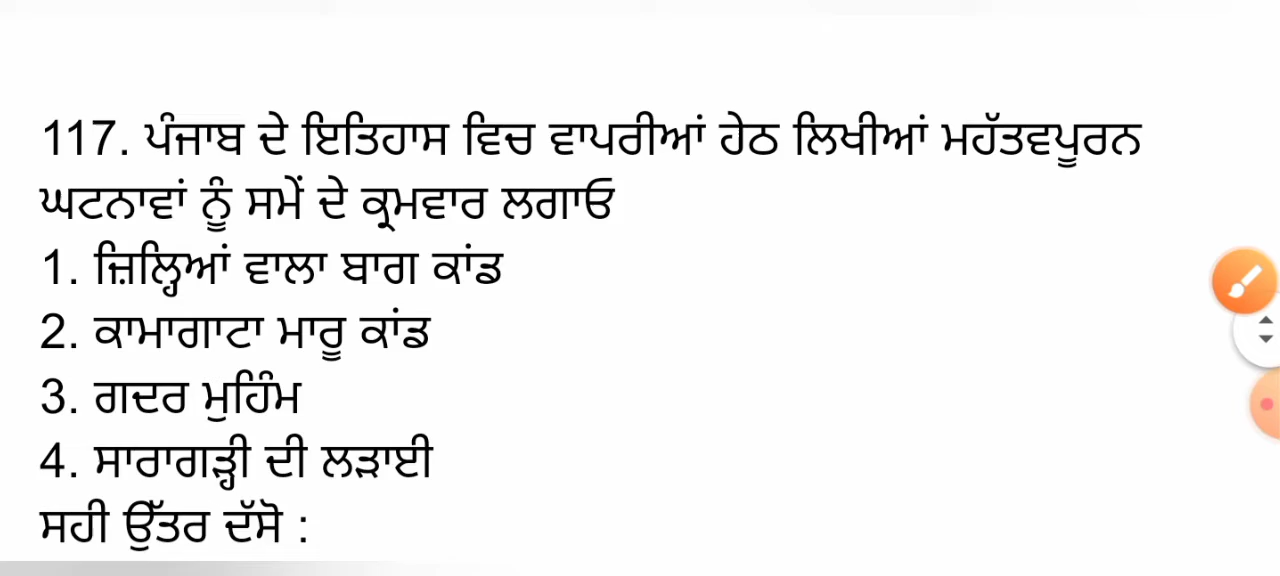 117. ਪੰਜਾਬ ਦੇ ਇਤਿਹਾਸ ਵਿਚ ਵਾਪਰੀਆਂ ਹੇਠ ਲਿਖੀਆਂ ਮਹੱਤਵਪੂਰਨ
ਘਟਨਾਵਾਂ ਨੂੰ ਸਮੇਂ ਦੇ ਕ੍ਰਮਵਾਰ ਲਗਾਓ
1. ਜ਼ਿਲ੍ਹਿਆਂ ਵਾਲਾ ਬਾਗ ਕਾਂਡ
2. ਕਾਮਾਗਾਟਾ ਮਾਰੂ ਕਾਂਡ
3. ਗਦਰ ਮੁਹਿੰਮ
4. ਸਾਰਾਗੜ੍ਹੀ ਦੀ ਲੜਾਈ
ਸਹੀ ਉੱਤਰ ਦੱਸੋ :